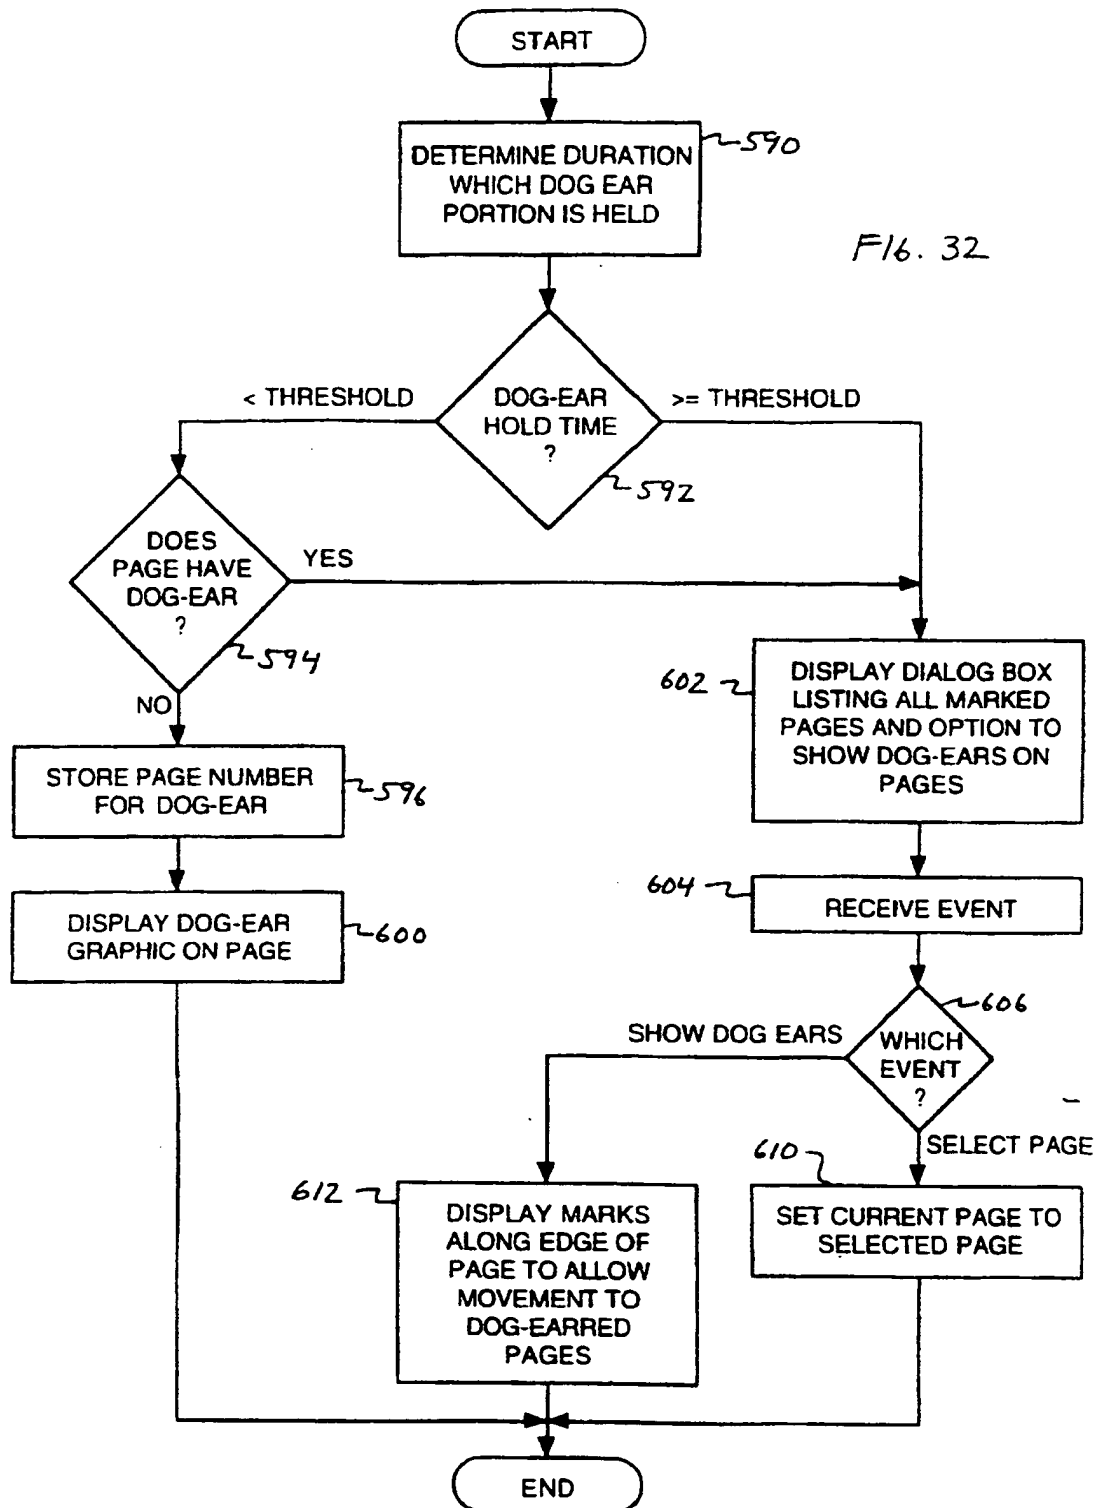 START
DETERMINE DURATION
WHICH DOG EAR
PORTION IS HELD
590
FIG. 32
< THRESHOLD
DOG-EAR
HOLD TIME
?
>= THRESHOLD
592
DOES
PAGE HAVE
DOG-EAR
?
YES
594
NO
602
DISPLAY DIALOG BOX
LISTING ALL MARKED
PAGES AND OPTION TO
SHOW DOG-EARS ON
PAGES
STORE PAGE NUMBER
FOR DOG-EAR
596
604
RECEIVE EVENT
DISPLAY DOG-EAR
GRAPHIC ON PAGE
600
606
SHOW DOG EARS
WHICH
EVENT
?
SELECT PAGE
610
612
DISPLAY MARKS
ALONG EDGE OF
PAGE TO ALLOW
MOVEMENT TO
DOG-EARRED
PAGES
SET CURRENT PAGE TO
SELECTED PAGE
END